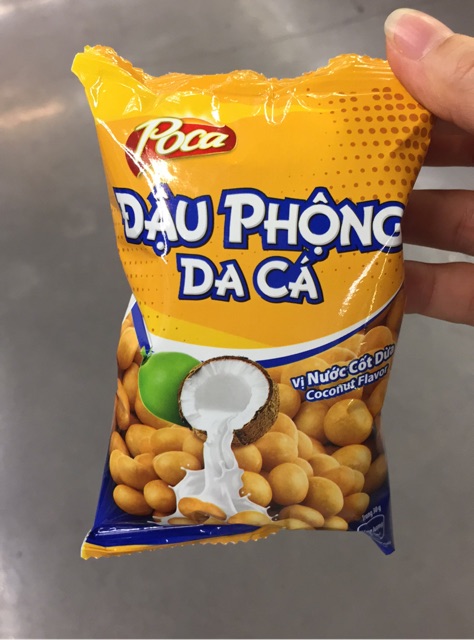 Poca
ĐẬU PHỘNG
DA CÁ
Vị Nước Cốt Dừa
Coconut Flavor